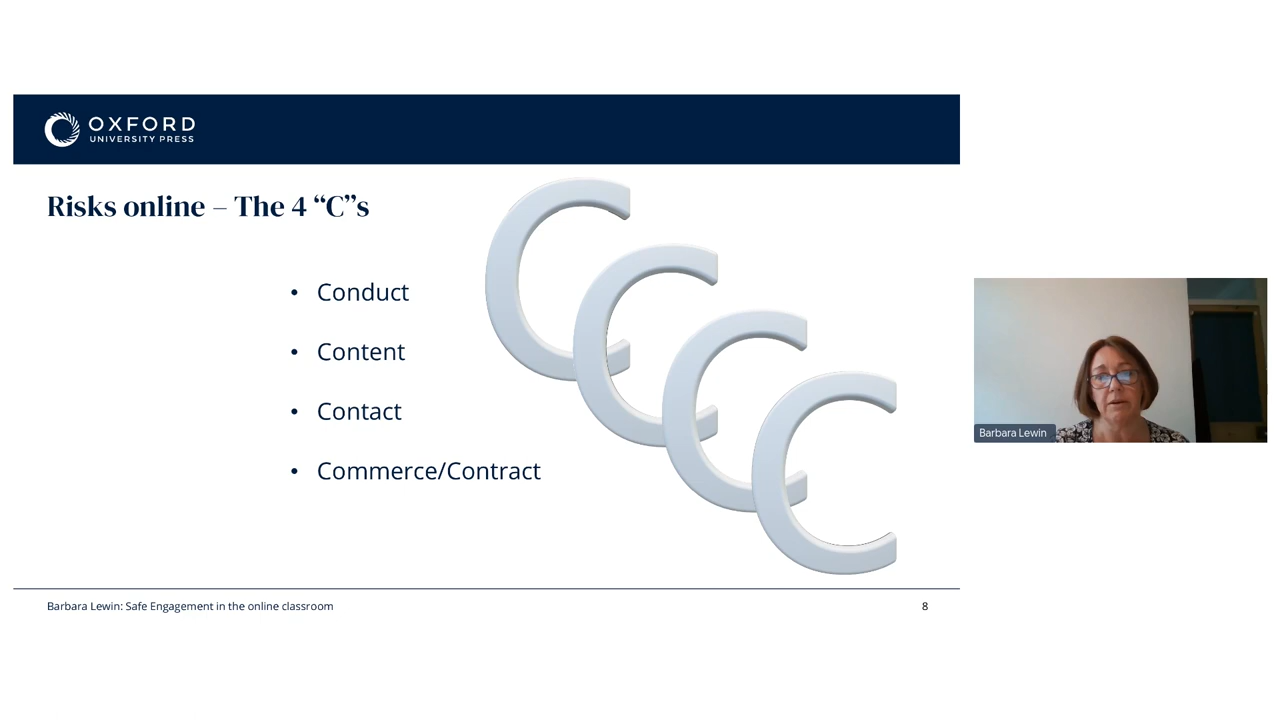 OXFORD
UNIVERSITY PRESS
Risks online – The 4 “C”s
• Conduct
• Content
• Contact
• Commerce/Contract
C
C
C
C
Barbara Lewin
Barbara Lewin: Safe Engagement in the online classroom
8